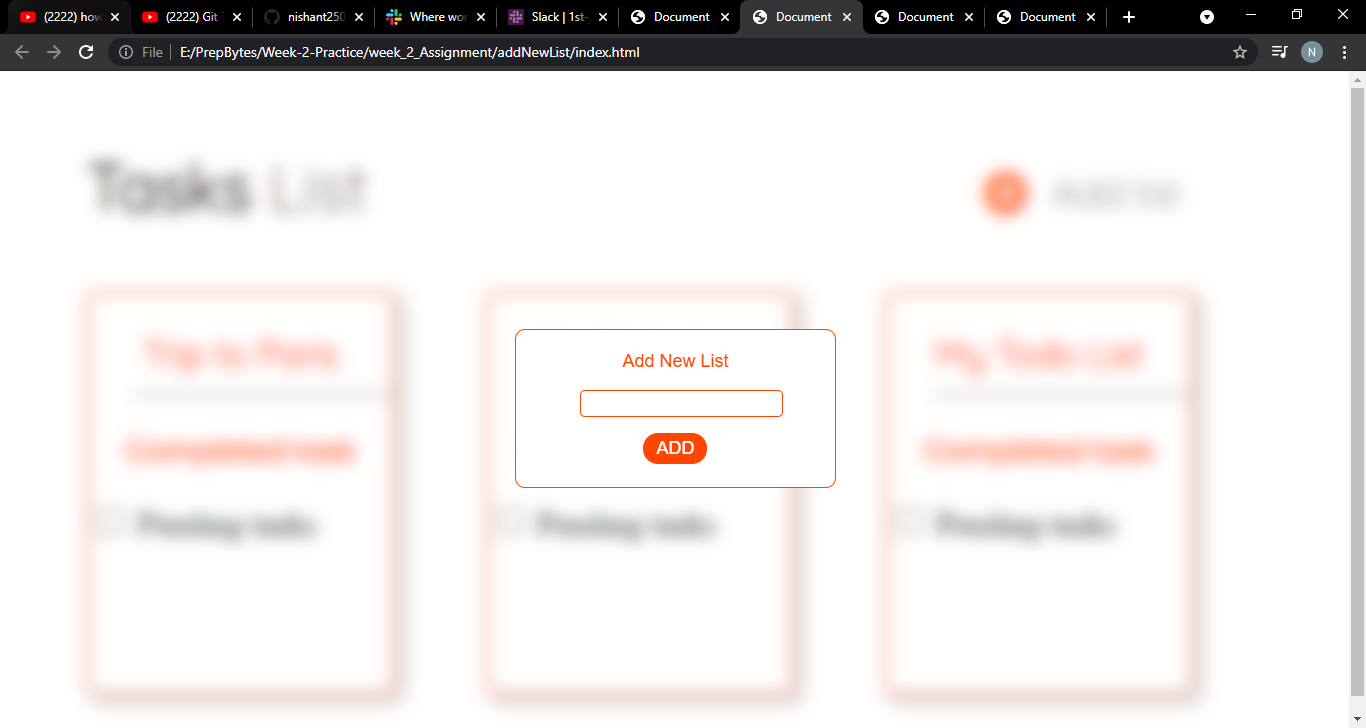 (2222) how
(2222) Git
nishant250
Where wor
Slack | 1st-
Document
Document
Document
Document
File
E:/PrepBytes/Week-2-Practice/week_2_Assignment/addNewList/index.html
N
Tasks List
Add list
Trip to Paris
My Todo List
Add New List
ADD
Completed task
Completed task
Pending tasks
Pending tasks
Pending tasks